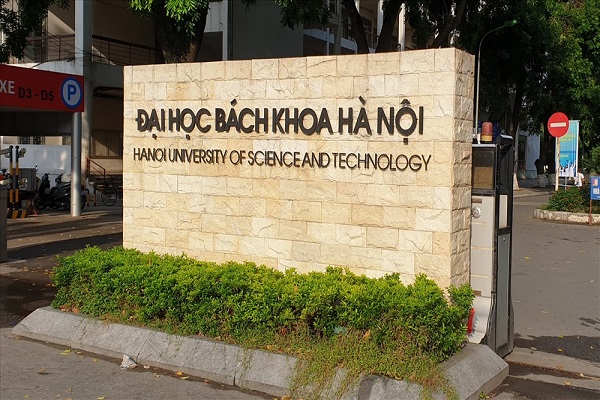 ĐẠI HỌC BÁCH KHOA HÀ NỘI
HANOI UNIVERSITY OF SCIENCE AND TECHNOLOGY
XE
D3 - D5
P